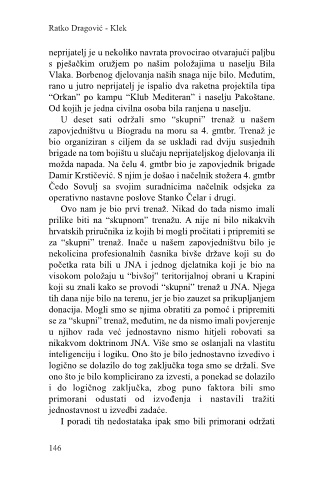 Ratko Dragović - Klek
neprijatelj je u nekoliko navrata provocirao otvarajući paljbu
s pješačkim oružjem po našim položajima u naselju Bila
Vlaka. Borbenog djelovanja naših snaga nije bilo. Međutim,
rano u jutro neprijatelj je ispalio dva raketna projektila tipa
“Orkan” po kampu “Klub Mediteran” i naselju Pakoštane.
Od kojih je jedna civilna osoba bila ranjena u naselju.
U deset sati održali smo “skupni” trenaž u našem
zapovjedništvu u Biogradu na moru sa 4. gmtbr. Trenaž je
bio organiziran s ciljem da se uskladi rad dviju susjednih
brigade na tom bojištu u slučaju neprijateljskog djelovanja ili
možda napada. Na čelu 4. gmtbr bio je zapovjednik brigade
Damir Krstičević. S njim je došao i načelnik stožera 4. gmtbr
Čedo Sovulj sa svojim suradnicima načelnik odsjeka za
operativno nastavne poslove Stanko Čelar i drugi.
Ovo nam je bio prvi trenaž. Nikad do tada nismo imali
prilike biti na “skupnom” trenažu. A nije ni bilo nikakvih
hrvatskih priručnika iz kojih bi mogli pročitati i pripremiti se
za “skupni” trenaž. Inače u našem zapovjedništvu bilo je
nekolicina profesionalnih časnika bivše države koji su do
početka rata bili u JNA i jednog djelatnika koji je bio na
visokom položaju u “bivšoj” teritorijalnoj obrani u Krapini
koji su znali kako se provodi “skupni” trenaž u JNA. Njega
tih dana nije bilo na terenu, jer je bio zauzet sa prikupljanjem
donacija. Mogli smo se njima obratiti za pomoć i pripremiti
se za “skupni” trenaž, međutim, ne da nismo imali povjerenje
u njihov rada već jednostavno nismo htjeli robovati sa
nikakvom doktrinom JNA. Više smo se oslanjali na vlastitu
inteligenciju i logiku. Ono što je bilo jednostavno izvedivo i
logično se dolazilo do tog zaključka toga smo se držali. Sve
ono što je bilo komplicirano za izvesti, a ponekad se dolazilo
i do logičnog zaključka, zbog puno faktora bili smo
primorani odustati od izvođenja i nastavili tražiti
jednostavnost u izvedbi zadaće.
I poradi tih nedostataka ipak smo bili primorani održati
146